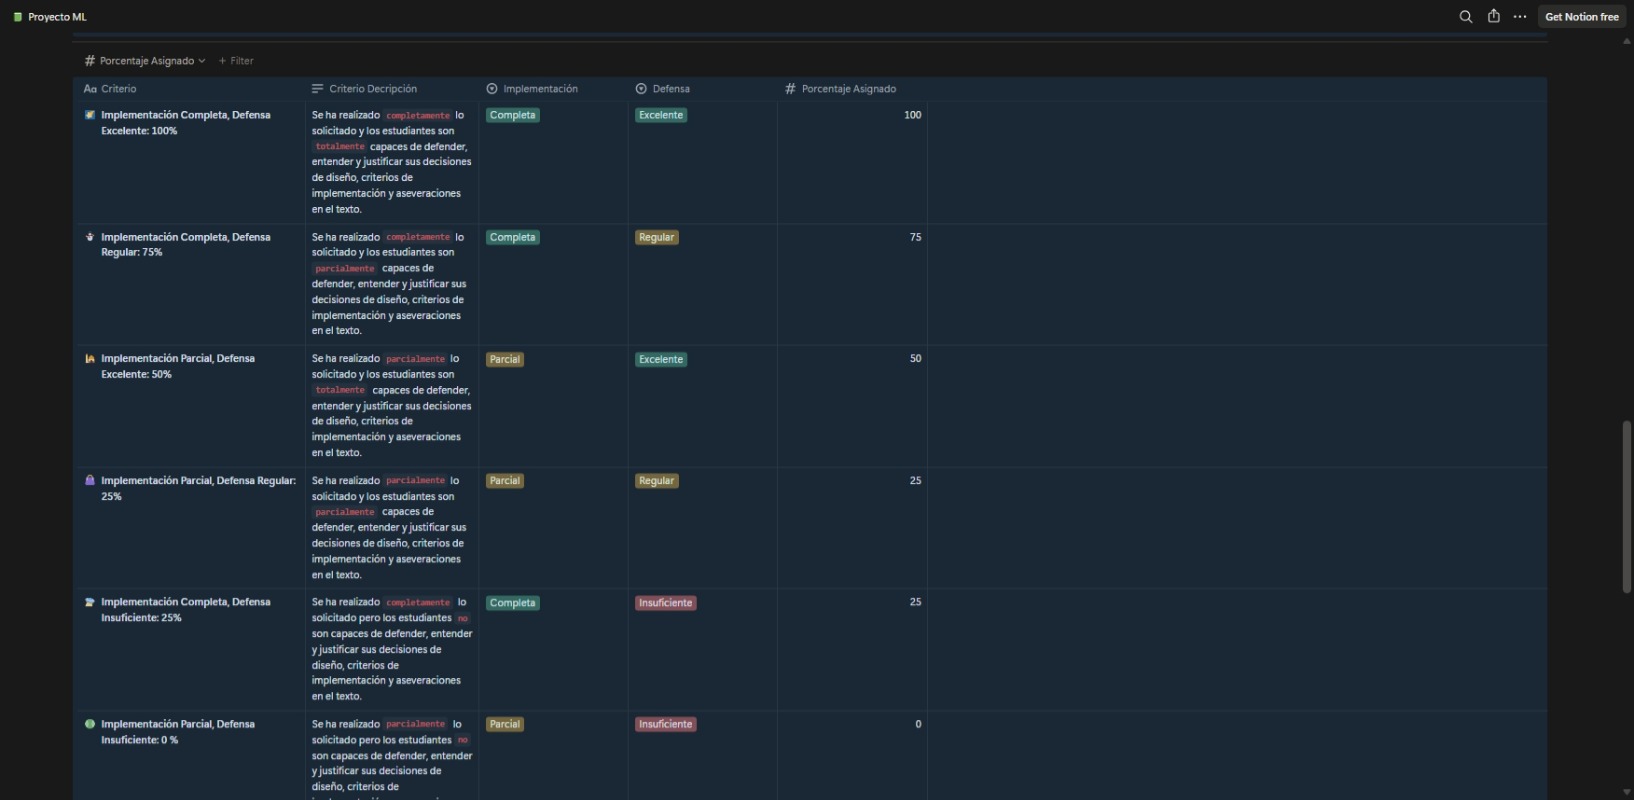 Proyecto ML
Get Notion free
Porcentaje Asignado
+ Filter
Aa Criterio
Criterio Decripción
Implementación
Defensa
# Porcentaje Asignado
Implementación Completa, Defensa
Excelente: 100%
Se ha realizado completamente lo
solicitado y los estudiantes son
totalmente capaces de defender,
entender y justificar sus decisiones
de diseño, criterios de
implementación y aseveraciones
en el texto.
Completa
Excelente
100
Implementación Completa, Defensa
Regular: 75%
Se ha realizado completamente lo
solicitado y los estudiantes son
parcialmente capaces de
defender, entender y justificar sus
decisiones de diseño, criterios de
implementación y aseveraciones
en el texto.
Completa
Regular
75
Implementación Parcial, Defensa
Excelente: 50%
Se ha realizado parcialmente lo
solicitado y los estudiantes son
totalmente capaces de defender,
entender y justificar sus decisiones
de diseño, criterios de
implementación y aseveraciones
en el texto.
Parcial
Excelente
50
Implementación Parcial, Defensa Regular:
25%
Se ha realizado parcialmente lo
solicitado y los estudiantes son
parcialmente capaces de
defender, entender y justificar sus
decisiones de diseño, criterios de
implementación y aseveraciones
en el texto.
Parcial
Regular
25
Implementación Completa, Defensa
Insuficiente: 25%
Se ha realizado completamente lo
solicitado pero los estudiantes no
son capaces de defender, entender
y justificar sus decisiones de
diseño, criterios de
implementación y aseveraciones
en el texto.
Completa
Insuficiente
25
Implementación Parcial, Defensa
Insuficiente: 0 %
Se ha realizado parcialmente lo
solicitado pero los estudiantes no
son capaces de defender, entender
y justificar sus decisiones de
diseño, criterios de
Parcial
Insuficiente
0